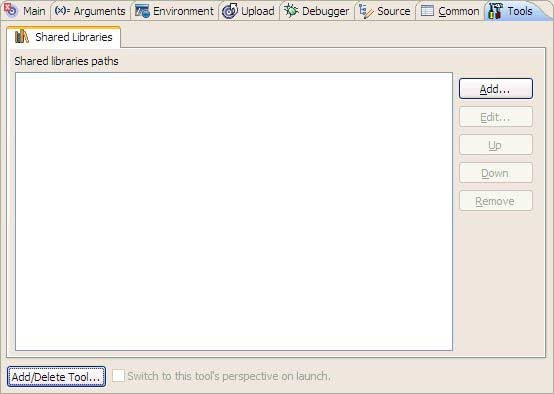 Main (x)= Arguments Environment Upload Debugger Source Common Tools
Shared Libraries
Shared libraries paths
Add...
Edit...
Up
Down
Remove
Add/Delete Tool... Switch to this tool's perspective on launch.